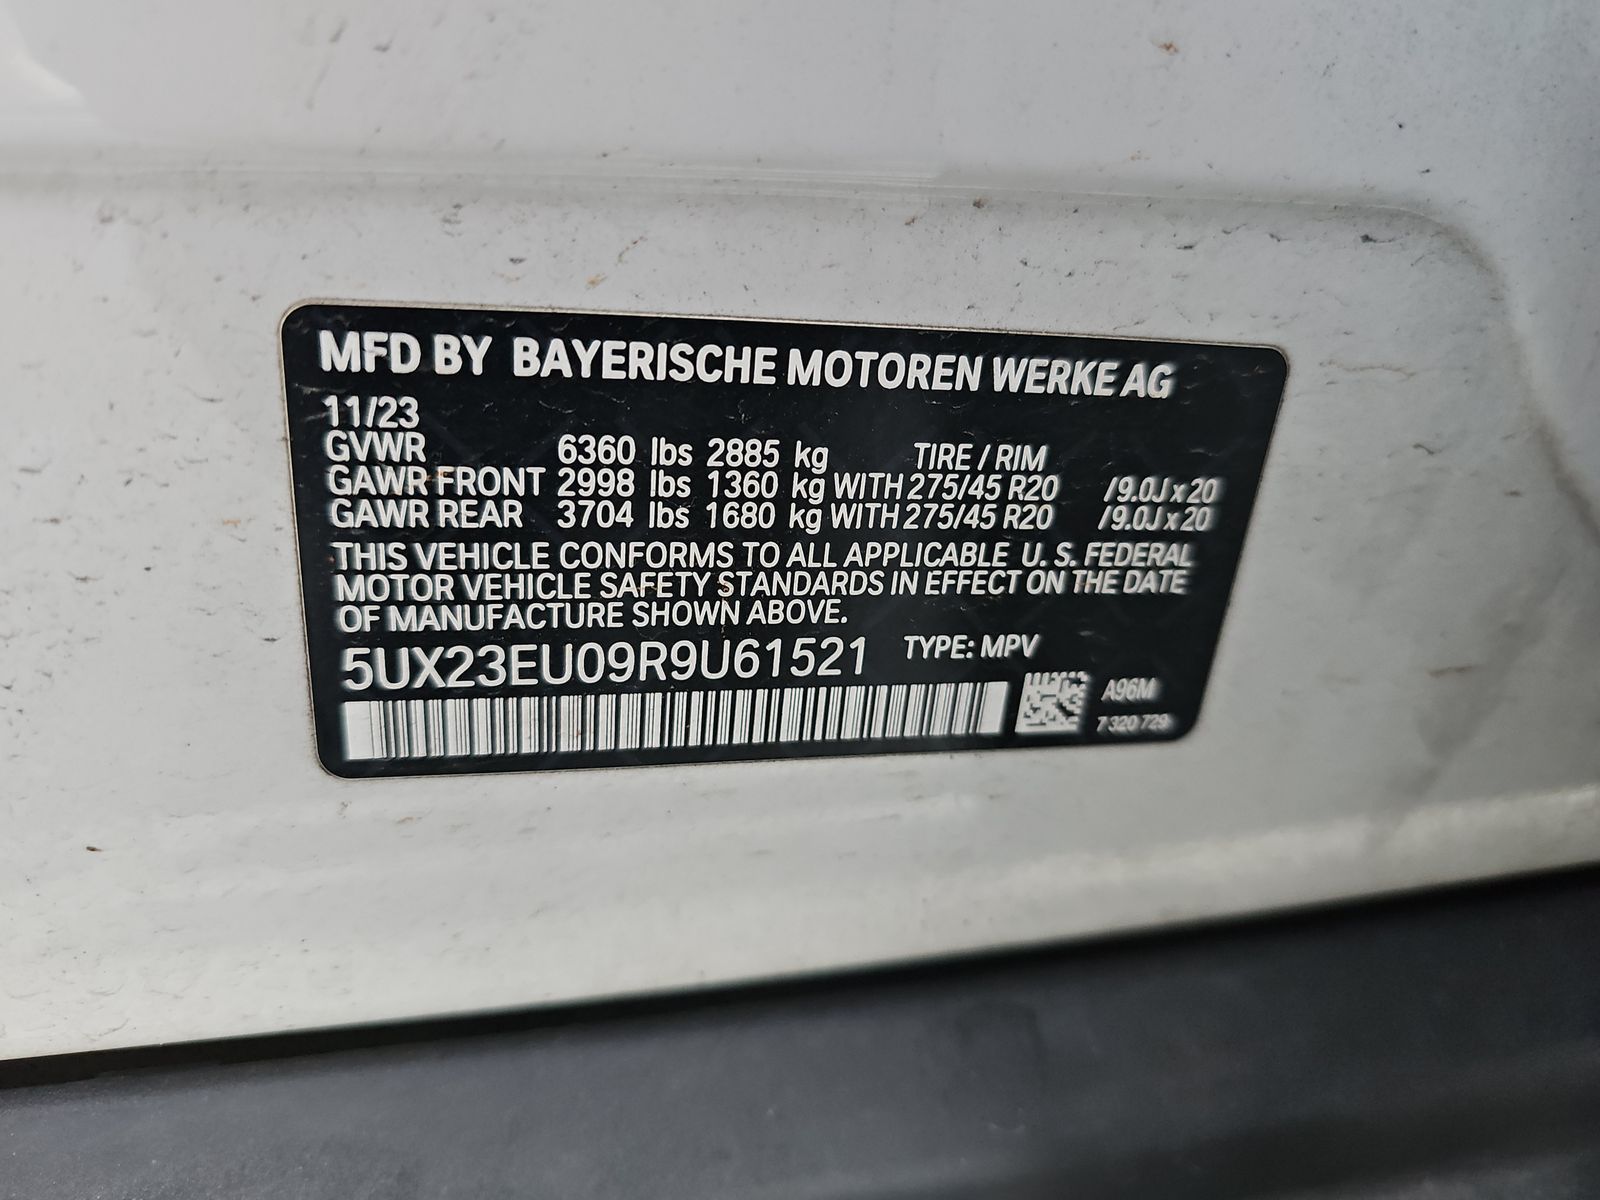 MFD BY BAYERISCHE MOTOREN WERKE AG
11/23
GVWR 6360 lbs 2885 kg TIRE / RIM
GAWR FRONT 2998 lbs 1360 kg WITH 275/45 R20 /9.0J x 20
GAWR REAR 3704 lbs 1680 kg WITH 275/45 R20 /9.0J x 20
THIS VEHICLE CONFORMS TO ALL APPLICABLE U. S. FEDERAL
MOTOR VEHICLE SAFETY STANDARDS IN EFFECT ON THE DATE
OF MANUFACTURE SHOWN ABOVE.
5UX23EU09R9U61521 TYPE: MPV
A96M
7 320 729